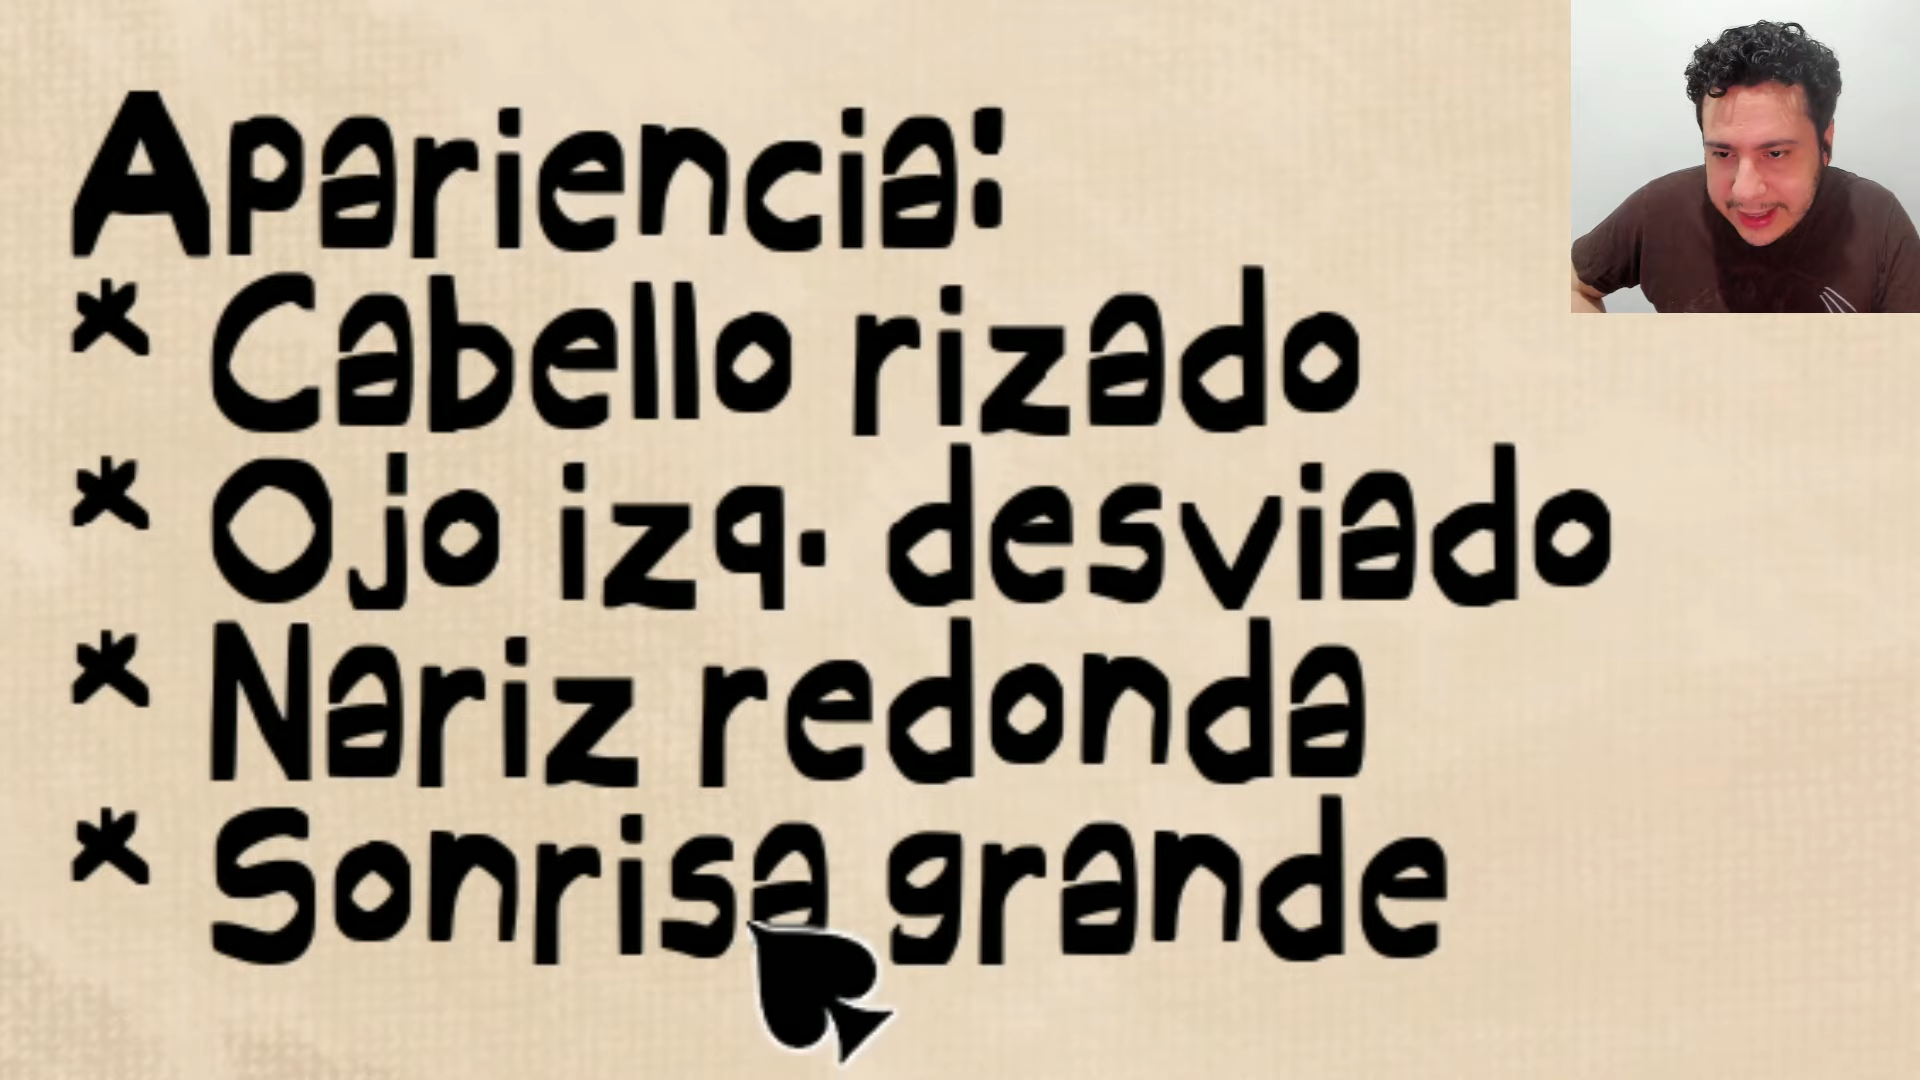 Apariencia:
* Cabello rizado
* Ojo izq. desviado
* Nariz redonda
* Sonrisa grande